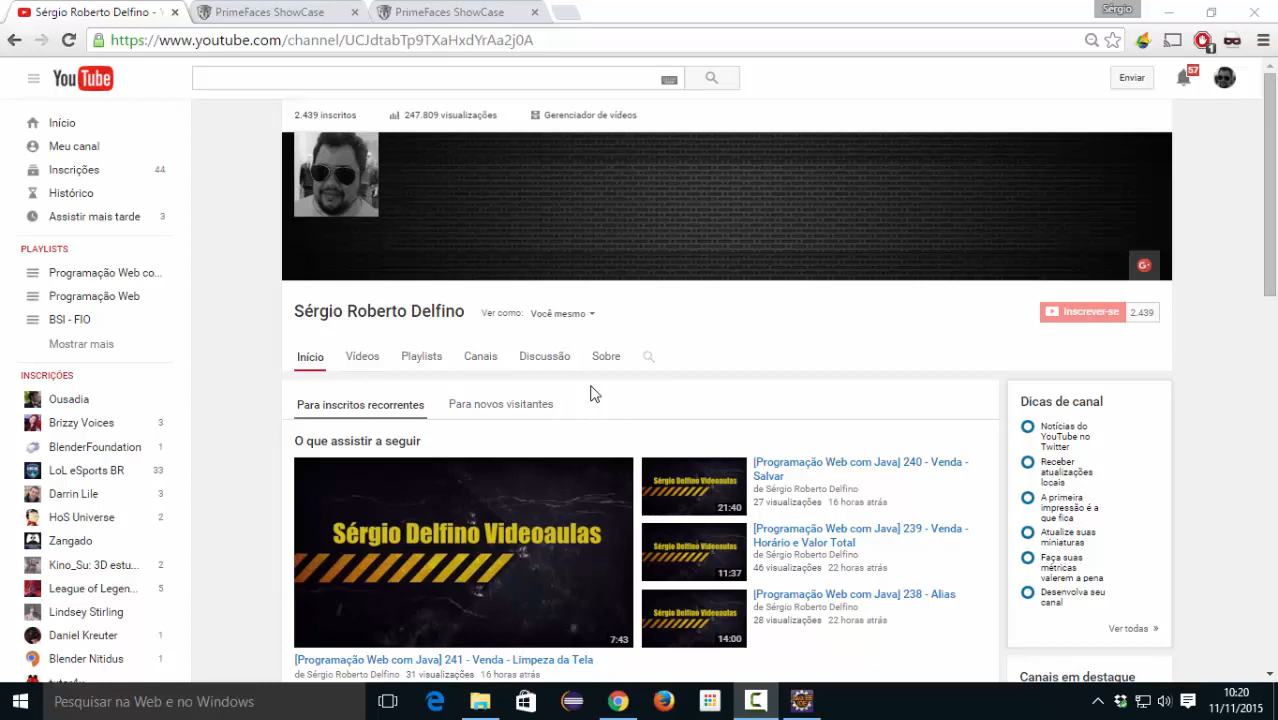 Sérgio Roberto Delfino -
PrimeFaces ShowCase
PrimeFaces ShowCase
Sérgio
https://www.youtube.com/channel/UCJdtabTp9TXaHxdYrAa2j0A
1
YouTube
Enviar
57
Início
Meu canal
Inscrições 44
Histórico
Assistir mais tarde 3
PLAYLISTS
Programação Web co...
Programação Web
BSI - FIO
Mostrar mais
INSCRIÇÕES
Ousadia
Brizzy Voices 3
BlenderFoundation 1
LoL eSports BR 33
Darrin Lile 3
HoS Universe 2
Zangado
Kino_Su: 3D estu... 2
League of Legen... 5
Lindsey Stirling
Daniel Kreuter 1
Blender Nitidus 1
2.439 inscritos 247.809 visualizações Gerenciador de vídeos
G+
Sérgio Roberto Delfino Ver como: Você mesmo
Inscrever-se 2.439
Início Vídeos Playlists Canais Discussão Sobre
Para inscritos recorrentes Para novos visitantes
O que assistir a seguir
Sérgio Delfino Videoaulas
7:43
[Programação Web com Java] 241 - Venda - Limpeza da Tela
de Sérgio Roberto Delfino 31 visualizações 16 horas atrás
Sérgio Delfino Videoaulas
21:40
[Programação Web com Java] 240 - Venda -
Salvar
de Sérgio Roberto Delfino
27 visualizações 16 horas atrás
Sérgio Delfino Videoaulas
11:37
[Programação Web com Java] 239 - Venda -
Horário e Valor Total
de Sérgio Roberto Delfino
46 visualizações 22 horas atrás
Sérgio Delfino Videoaulas
14:00
[Programação Web com Java] 238 - Alias
de Sérgio Roberto Delfino
28 visualizações 22 horas atrás
Dicas de canal
Notícias do
YouTube no
Twitter
Receber
atualizações
locais
A primeira
impressão é a
que fica
Atualize suas
miniaturas
Faça suas
métricas
valerem a pena
Desenvolva seu
canal
Ver todas »
Canais em destaque
Pesquisar na Web e no Windows
10:20
11/11/2015